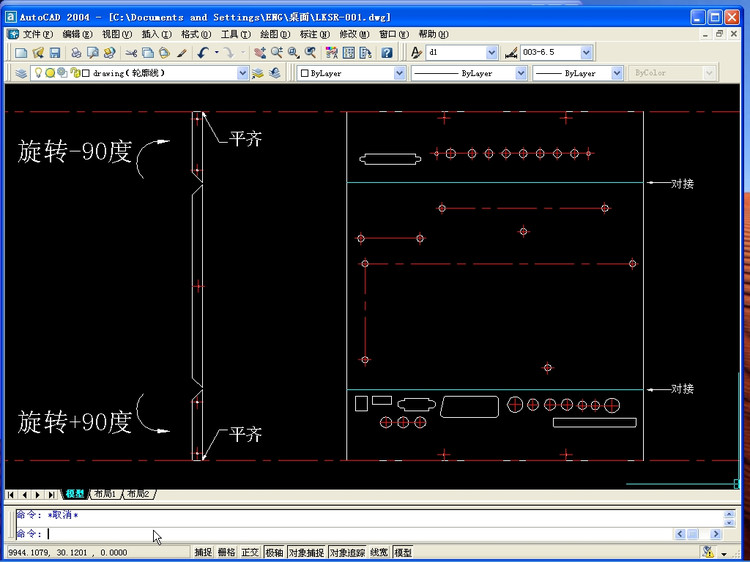 AutoCAD 2004 - [C:\Documents and Settings\ENG\桌面\LKSR-001.dwg]
文件(F) 编辑(E) 视图(V) 插入(I) 格式(O) 工具(T) 绘图(D) 标注(N) 修改(M) 窗口(W) 帮助(H)
d1 003-6.5
drawing(轮廓线) ByLayer ByLayer ByLayer ByColor
旋转-90度 平齐
对接
对接
旋转+90度 平齐
模型 布局1 布局2
命令: *取消*
命令:
9944.1079, 30.1201 , 0.0000 捕捉 栅格 正交 极轴 对象捕捉 对象追踪 线宽 模型